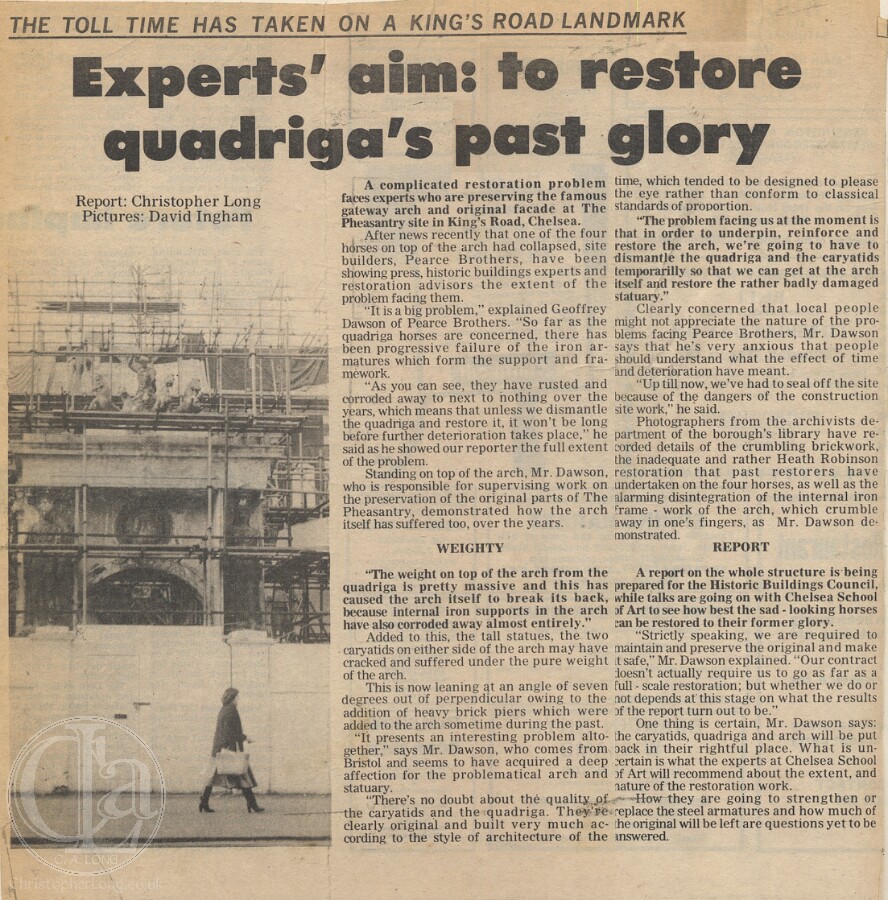 THE TOLL TIME HAS TAKEN ON A KING'S ROAD LANDMARK
Experts' aim: to restore
quadriga's past glory
Report: Christopher Long
Pictures: David Ingham
A complicated restoration problem
faces experts who are preserving the famous
gateway arch and original facade at The
Pheasantry site in King's Road, Chelsea.
After news recently that one of the four
horses on top of the arch had collapsed, site
builders, Pearce Brothers, have been
showing press, historic buildings experts and
restoration advisors the extent of the
problem facing them.
"It is a big problem," explained Geoffrey
Dawson of Pearce Brothers. "So far as the
quadriga horses are concerned, there has
been progressive failure of the iron ar-
matures which form the support and fra-
mework.
"As you can see, they have rusted and
corroded away to next to nothing over the
years, which means that unless we dismantle
the quadriga and restore it, it won't be long
before further deterioration takes place," he
said as he showed our reporter the full extent
of the problem.
Standing on top of the arch, Mr. Dawson,
who is responsible for supervising work on
the preservation of the original parts of The
Pheasantry, demonstrated how the arch
itself has suffered too, over the years.
WEIGHTY
"The weight on top of the arch from the
quadriga is pretty massive and this has
caused the arch itself to break its back,
because internal iron supports in the arch
have also corroded away almost entirely."
Added to this, the tall statues, the two
caryatids on either side of the arch may have
cracked and suffered under the pure weight
of the arch.
This is now leaning at an angle of seven
degrees out of perpendicular owing to the
addition of heavy brick piers which were
added to the arch sometime during the past.
"It presents an interesting problem alto-
gether," says Mr. Dawson, who comes from
Bristol and seems to have acquired a deep
affection for the problematical arch and
statuary.
"There's no doubt about the quality of
the caryatids and the quadriga. They're
clearly original and built very much ac-
cording to the style of architecture of the
time, which tended to be designed to please
the eye rather than conform to classical
standards of proportion.
"The problem facing us at the moment is
that in order to underpin, reinforce and
restore the arch, we're going to have to
dismantle the quadriga and the caryatids
temporarilly so that we can get at the arch
itself and restore the rather badly damaged
statuary."
Clearly concerned that local people
might not appreciate the nature of the pro-
blems facing Pearce Brothers, Mr. Dawson
says that he's very anxious that people
should understand what the effect of time
and deterioration have meant.
"Up till now, we've had to seal off the site
because of the dangers of the construction
site work," he said.
Photographers from the archivists de-
partment of the borough's library have re-
corded details of the crumbling brickwork,
the inadequate and rather Heath Robinson
restoration that past restorers have
undertaken on the four horses, as well as the
alarming disintegration of the internal iron
frame - work of the arch, which crumble
away in one's fingers, as Mr. Dawson de-
monstrated.
REPORT
A report on the whole structure is being
prepared for the Historic Buildings Council,
while talks are going on with Chelsea School
of Art to see how best the sad - looking horses
can be restored to their former glory.
"Strictly speaking, we are required to
maintain and preserve the original and make
it safe," Mr. Dawson explained. "Our contract
doesn't actually require us to go as far as a
full - scale restoration; but whether we do or
not depends at this stage on what the results
of the report turn out to be."
One thing is certain, Mr. Dawson says:
the caryatids, quadriga and arch will be put
back in their rightful place. What is un-
certain is what the experts at Chelsea School
of Art will recommend about the extent, and
nature of the restoration work.
How they are going to strengthen or
replace the steel armatures and how much of
the original will be left are questions yet to be
answered.
C. A. LONG
ChristopherLong.co.uk